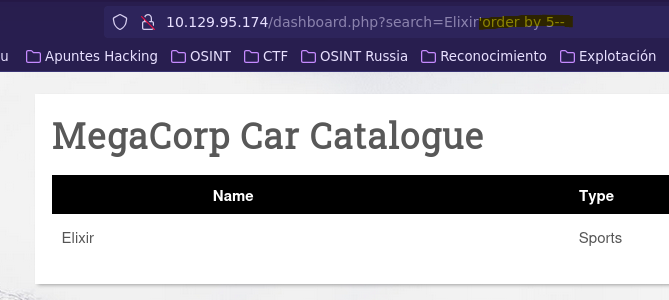 10.129.95.174/dashboard.php?search=Elixir'order by 5--
u Apuntes Hacking OSINT CTF OSINT Russia Reconocimiento Explotación
MegaCorp Car Catalogue
Name Type
Elixir Sports